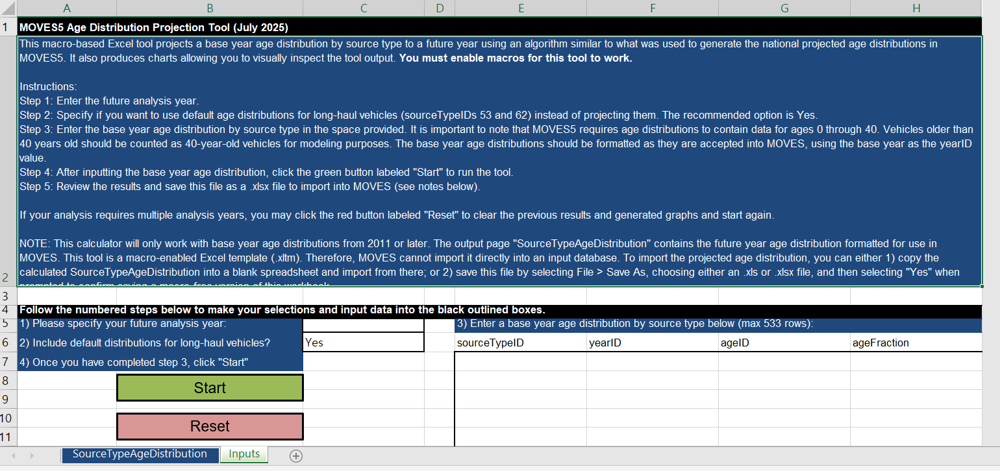 A B C D E F G H
1 MOVES5 Age Distribution Projection Tool (July 2025)
This macro-based Excel tool projects a base year age distribution by source type to a future year using an algorithm similar to what was used to generate the national projected age distributions in
MOVES5. It also produces charts allowing you to visually inspect the tool output. You must enable macros for this tool to work.
Instructions:
Step 1: Enter the future analysis year.
Step 2: Specify if you want to use default age distributions for long-haul vehicles (sourceTypeIDs 53 and 62) instead of projecting them. The recommended option is Yes.
Step 3: Enter the base year age distribution by source type in the space provided. It is important to note that MOVES5 requires age distributions to contain data for ages 0 through 40. Vehicles older than
40 years old should be counted as 40-year-old vehicles for modeling purposes. The base year age distributions should be formatted as they are accepted into MOVES, using the base year as the yearID
value.
Step 4: After inputting the base year age distribution, click the green button labeled "Start" to run the tool.
Step 5: Review the results and save this file as a .xlsx file to import into MOVES (see notes below).
If your analysis requires multiple analysis years, you may click the red button labeled "Reset" to clear the previous results and generated graphs and start again.
NOTE: This calculator will only work with base year age distributions from 2011 or later. The output page "SourceTypeAgeDistribution" contains the future year age distribution formatted for use in
MOVES. This tool is a macro-enabled Excel template (.xltm). Therefore, MOVES cannot import it directly into an input database. To import the projected age distribution, you can either 1) copy the
2 calculated SourceTypeAgeDistribution into a blank spreadsheet and import from there; or 2) save this file by selecting File > Save As, choosing either an .xls or .xlsx file, and then selecting "Yes" when
prompted to confirm saving a macro-free version of this workbook.
3
4 Follow the numbered steps below to make your selections and input data into the black outlined boxes.
5 1) Please specify your future analysis year: 3) Enter a base year age distribution by source type below (max 533 rows):
6 2) Include default distributions for long-haul vehicles? Yes sourceTypeID yearID ageID ageFraction
7 4) Once you have completed step 3, click "Start"
8 Start
9
10 Reset
11
SourceTypeAgeDistribution Inputs